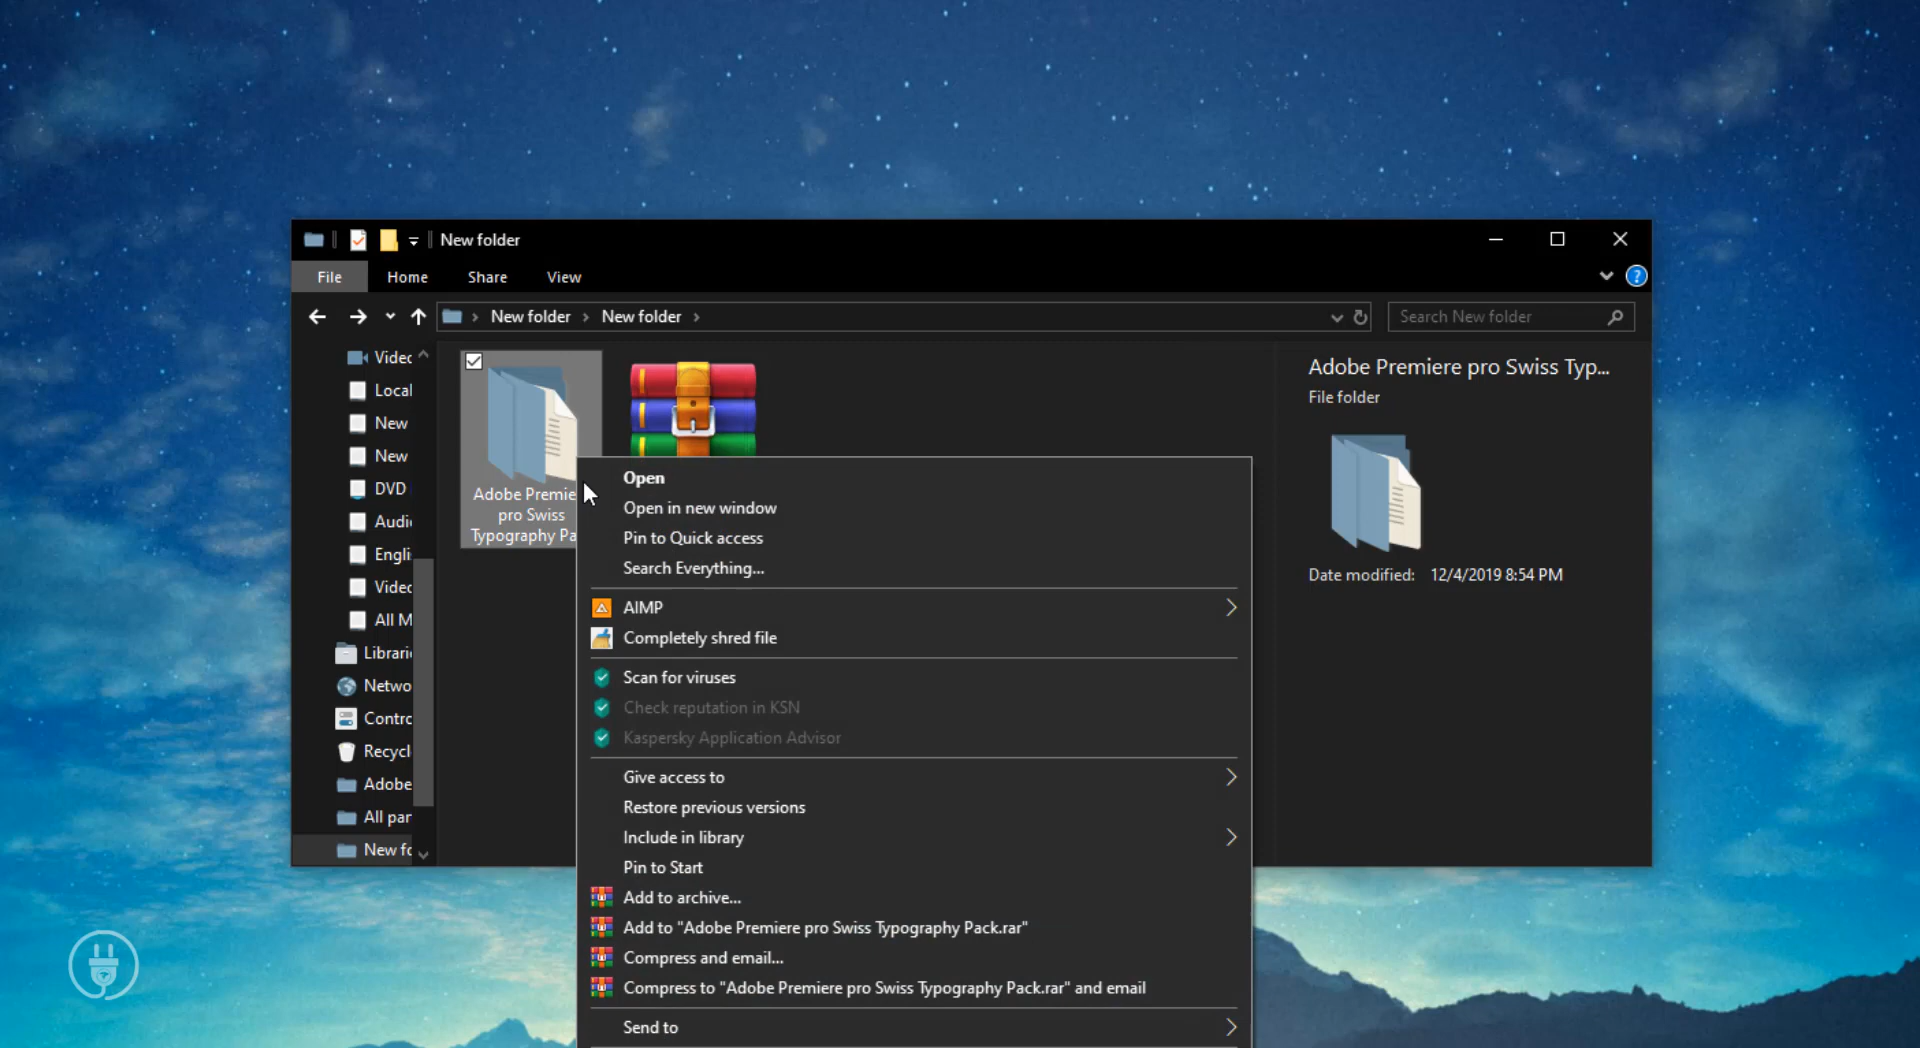 New folder
File
Home
Share
View
New folder
New folder
Search New folder
Videc
Local
New
New
DVD
Audi
Engli
Videc
All M
Librari
Netwo
Contro
Recycl
Adobe
All par
New fo
Adobe Premie
pro Swiss
Typography Pa
Open
Open in new window
Pin to Quick access
Search Everything...
AIMP
Completely shred file
Scan for viruses
Check reputation in KSN
Kaspersky Application Advisor
Give access to
Restore previous versions
Include in library
Pin to Start
Add to archive...
Add to "Adobe Premiere pro Swiss Typography Pack.rar"
Compress and email...
Compress to "Adobe Premiere pro Swiss Typography Pack.rar" and email
Send to
Adobe Premiere pro Swiss Typ...
File folder
Date modified: 12/4/2019 8:54 PM